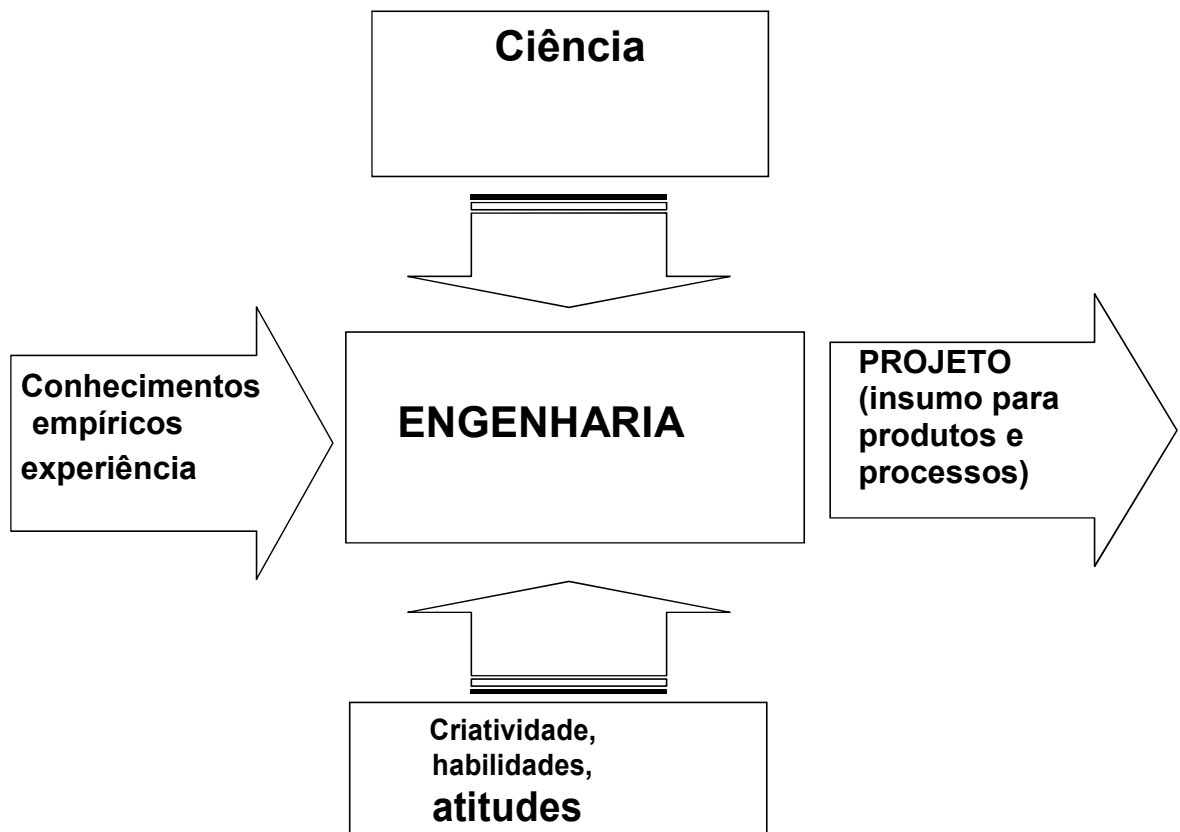 Ciência
Conhecimentos
empíricos
experiência
ENGENHARIA
PROJETO
(insumo para
produtos e
processos)
Criatividade,
habilidades,
atitudes